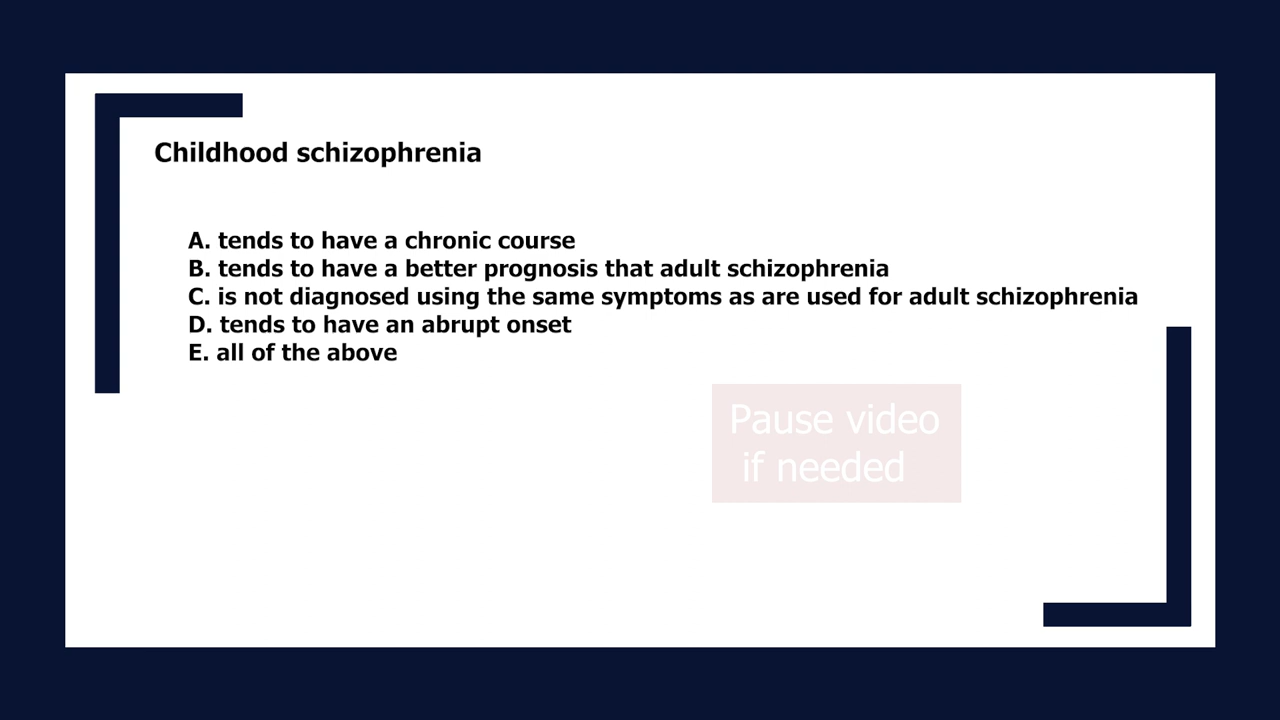 Childhood schizophrenia
A. tends to have a chronic course
B. tends to have a better prognosis that adult schizophrenia
C. is not diagnosed using the same symptoms as are used for adult schizophrenia
D. tends to have an abrupt onset
E. all of the above
Pause video
if needed